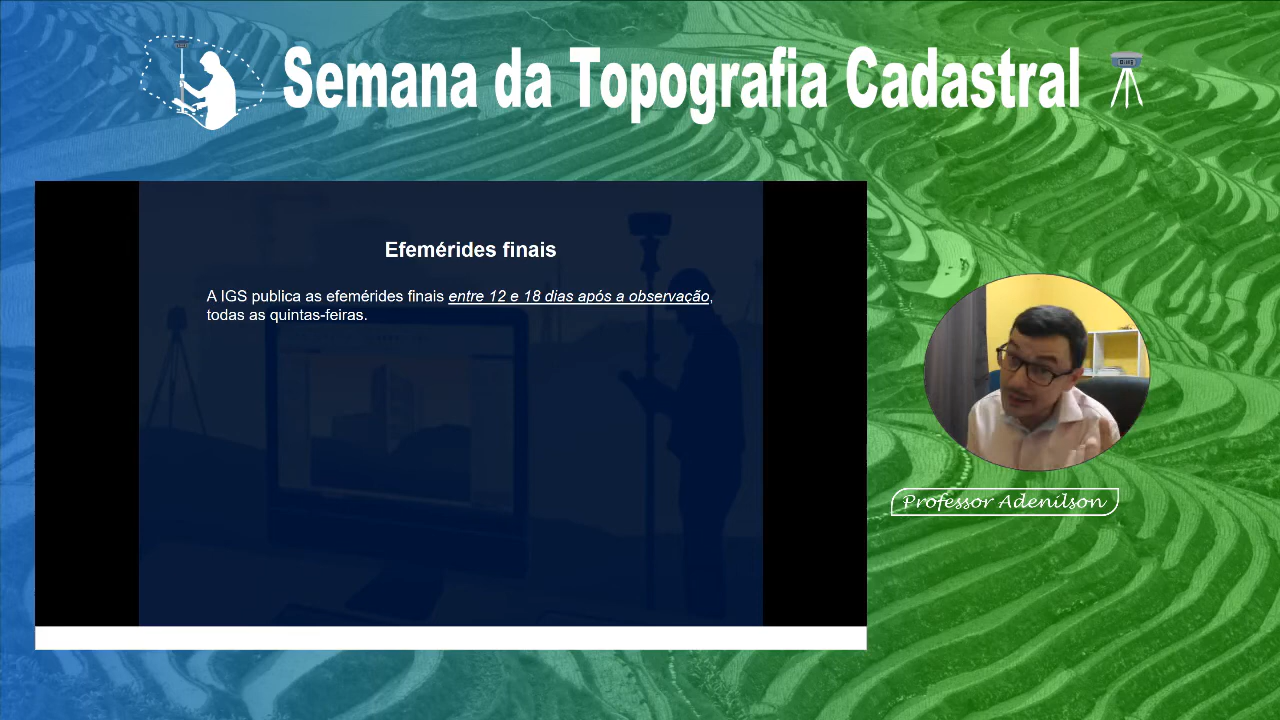 Semana da Topografia Cadastral
Efemérides finais
A IGS publica as efemérides finais entre 12 e 18 dias após a observação,
todas as quintas-feiras.
Professor Adenilson